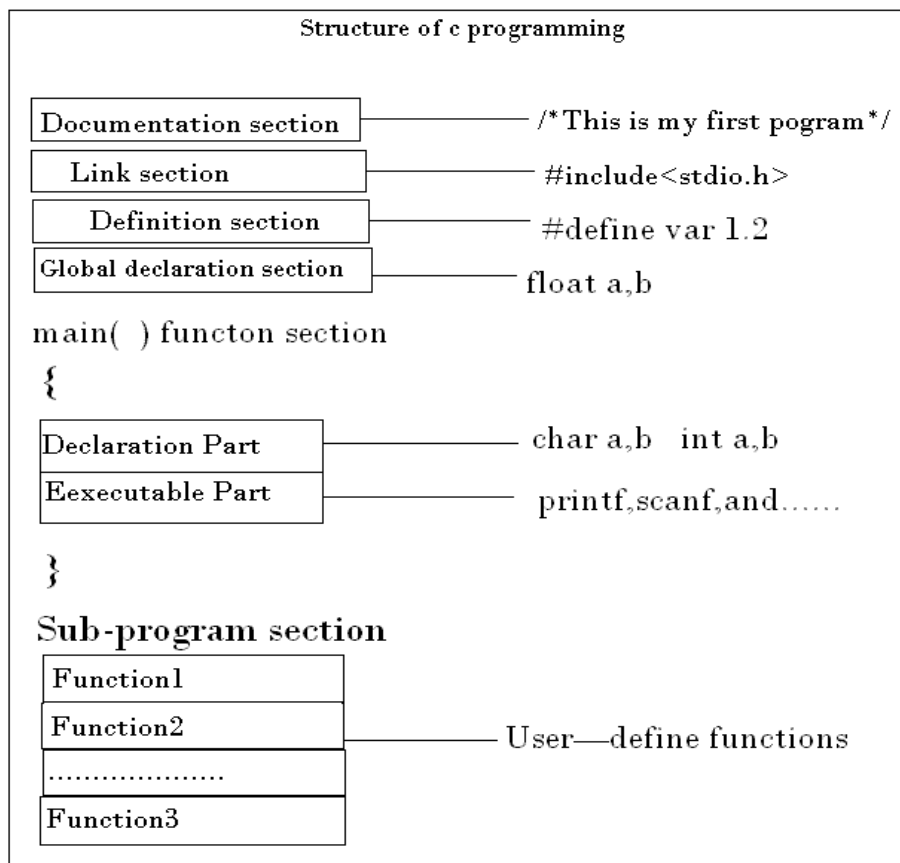 Structure of c programming
Documentation section /*This is my first pogram*/
Link section #include<stdio.h>
Definition section #define var 1.2
Global declaration section float a,b
main( ) functon section
{
Declaration Part char a,b int a,b
Eexecutable Part printf,scanf,and......
}
Sub-program section
Function1
Function2 User—define functions
....................
Function3